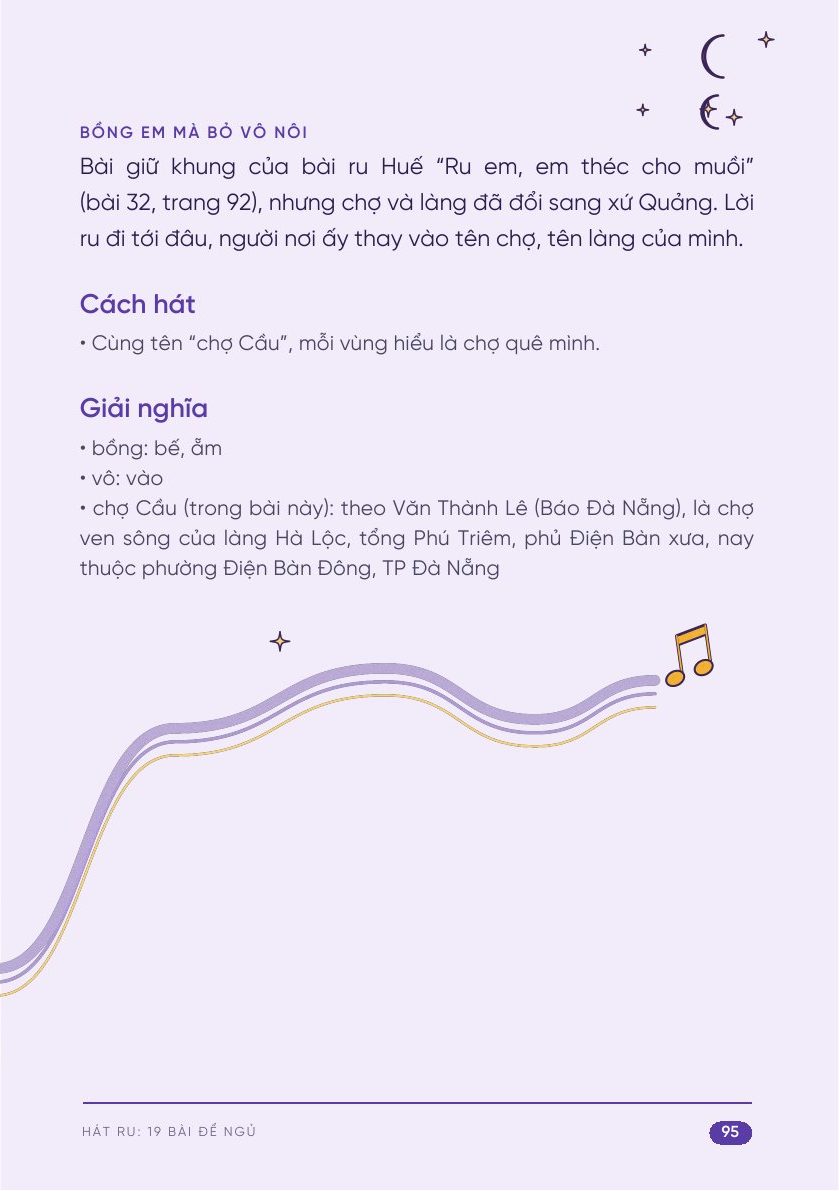 BỒNG EM MÀ BỎ VÔ NÔI
Bài giữ khung của bài ru Huế “Ru em, em théc cho muồi”
(bài 32, trang 92), nhưng chợ và làng đã đổi sang xứ Quảng. Lời
ru đi tới đâu, người nơi ấy thay vào tên chợ, tên làng của mình.
Cách hát
• Cùng tên “chợ Cầu”, mỗi vùng hiểu là chợ quê mình.
Giải nghĩa
• bồng: bế, ẵm
• vô: vào
• chợ Cầu (trong bài này): theo Văn Thành Lê (Báo Đà Nẵng), là chợ
ven sông của làng Hà Lộc, tổng Phú Triêm, phủ Điện Bàn xưa, nay
thuộc phường Điện Bàn Đông, TP Đà Nẵng
HÁT RU: 19 BÀI ĐỂ NGỦ
95